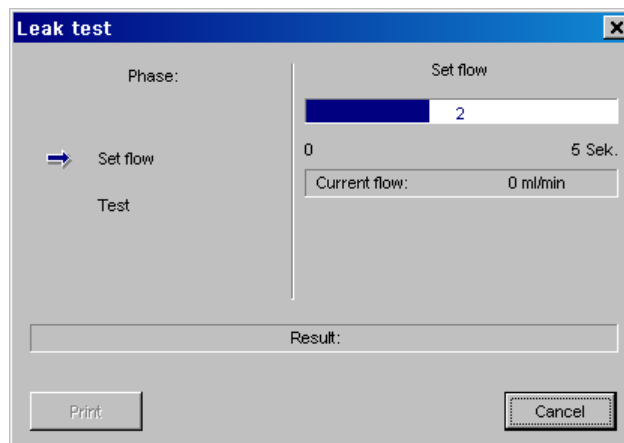 Leak test
Phase:
Set flow
Test
Set flow
2
0 5 Sek.
Current flow: 0 ml/min
Result:
Print
Cancel